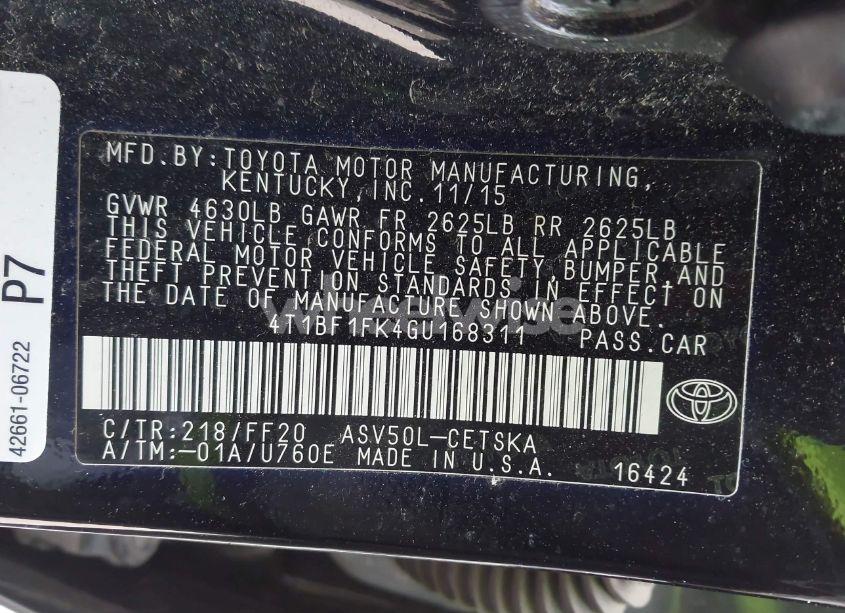 MFD.BY:TOYOTA MOTOR MANUFACTURING,
KENTUCKY,INC.11/15
GVWR 4630LB GAWR FR 2625LB RR 2625LB
THIS VEHICLE CONFORMS TO ALL APPLICABLE
FEDERAL MOTOR VEHICLE SAFETY,BUMPER,AND
THEFT PREVENTION STANDARDS IN EFFECT ON
THE DATE OF MANUFACTURE SHOWN ABOVE.
4T1BF1FK4GU168311 PASS.CAR
C/TR:218/FF20 ASV50L-CETSKA
A/TM:-01A/U760E MADE IN U.S.A.
16424
P7
42661-06722